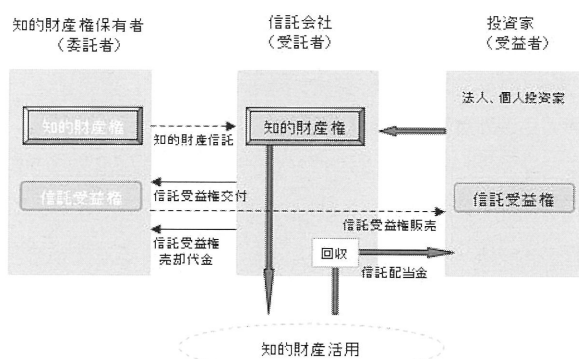 知的財産権保有者
（委託者）
信託会社
（受託者）
投資家
（受益者）
法人、個人投資家
知的財産権
知的財産権
知的財産信託
信託受益権
信託受益権交付
信託受益権
信託受益権販売
信託受益権
売却代金
回収
信託配当金
知的財産活用